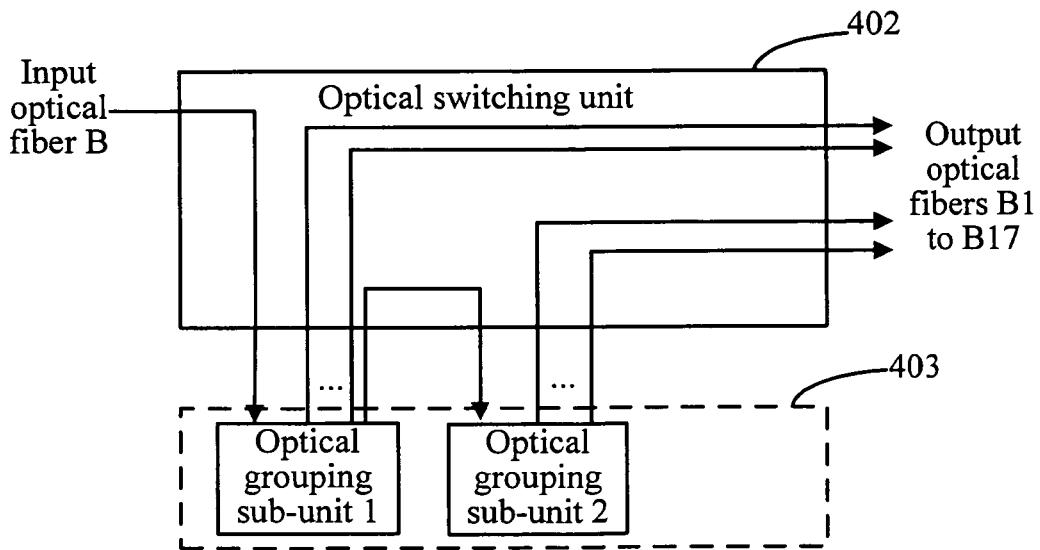 402
Input
optical
fiber B
Optical switching unit
Output
optical
fibers B1
to B17
...
...
403
Optical
grouping
sub-unit 1
Optical
grouping
sub-unit 2